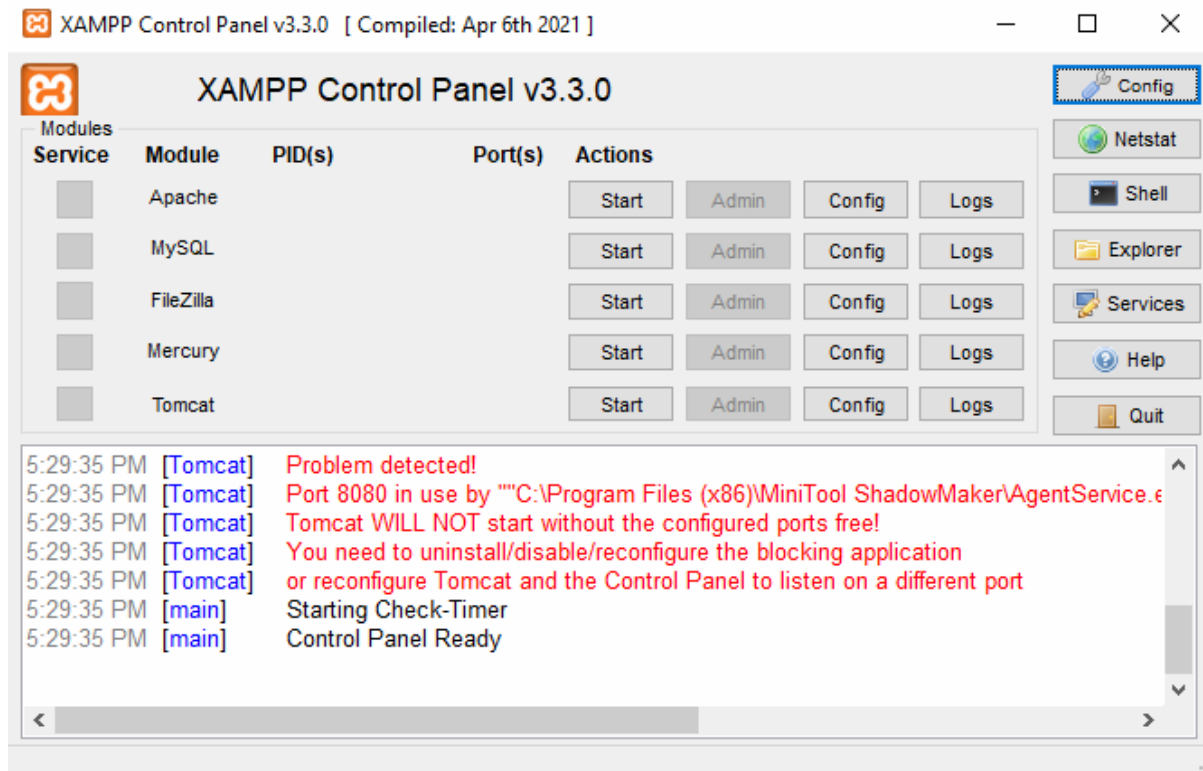 XAMPP Control Panel v3.3.0 [ Compiled: Apr 6th 2021 ]
XAMPP Control Panel v3.3.0
Config
Modules
Netstat
Service Module PID(s) Port(s) Actions
Apache Start Admin Config Logs
Shell
MySQL Start Admin Config Logs
Explorer
FileZilla Start Admin Config Logs
Services
Mercury Start Admin Config Logs
Help
Tomcat Start Admin Config Logs
Quit
5:29:35 PM [Tomcat] Problem detected!
5:29:35 PM [Tomcat] Port 8080 in use by ""C:\Program Files (x86)\MiniTool ShadowMaker\AgentService.e
5:29:35 PM [Tomcat] Tomcat WILL NOT start without the configured ports free!
5:29:35 PM [Tomcat] You need to uninstall/disable/reconfigure the blocking application
5:29:35 PM [Tomcat] or reconfigure Tomcat and the Control Panel to listen on a different port
5:29:35 PM [main] Starting Check-Timer
5:29:35 PM [main] Control Panel Ready